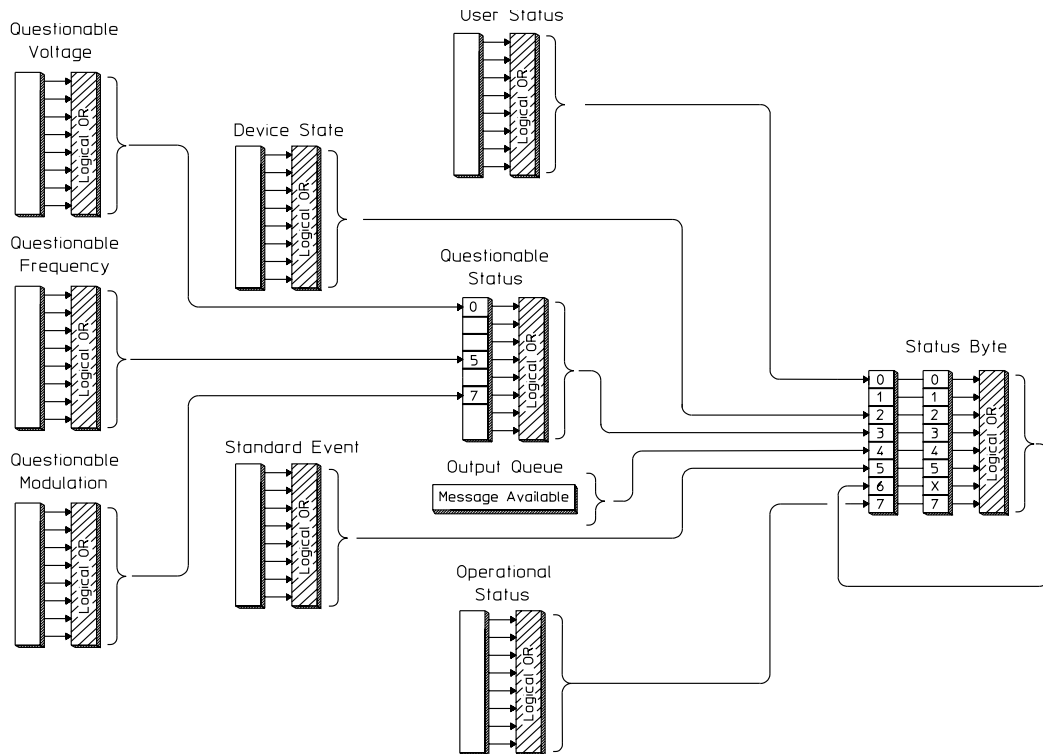 User Status
Logical OR
Questionable
Voltage
Logical OR
Device State
Logical OR
Questionable
Frequency
Logical OR
Questionable
Status
0
5
7
Logical OR
Status Byte
0 0
1 1
2 2
3 3
4 4
5 5
6 X
7 7
Logical OR
Standard Event
Logical OR
Output Queue
Message Available
Questionable
Modulation
Logical OR
Operational
Status
Logical OR